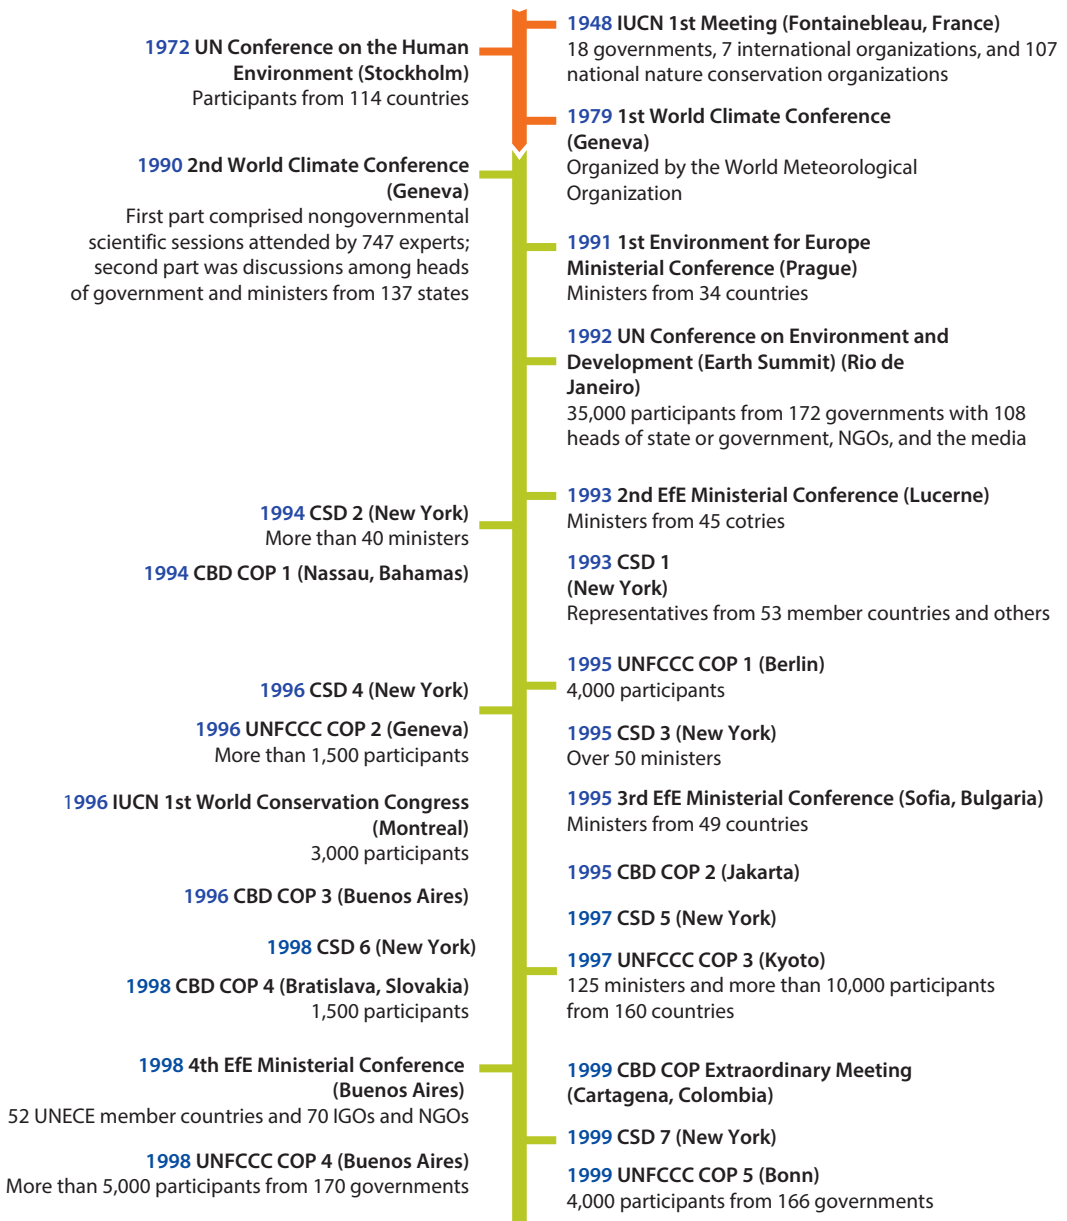 1948 IUCN 1st Meeting (Fontainebleau, France)
18 governments, 7 international organizations, and 107
national nature conservation organizations
1972 UN Conference on the Human
Environment (Stockholm)
Participants from 114 countries
1979 1st World Climate Conference
(Geneva)
Organized by the World Meteorological
Organization
1990 2nd World Climate Conference
(Geneva)
First part comprised nongovernmental
scientific sessions attended by 747 experts;
second part was discussions among heads
of government and ministers from 137 states
1991 1st Environment for Europe
Ministerial Conference (Prague)
Ministers from 34 countries
1992 UN Conference on Environment and
Development (Earth Summit) (Rio de
Janeiro)
35,000 participants from 172 governments with 108
heads of state or government, NGOs, and the media
1993 2nd EfE Ministerial Conference (Lucerne)
Ministers from 45 cotries
1993 CSD 1
(New York)
Representatives from 53 member countries and others
1994 CSD 2 (New York)
More than 40 ministers
1994 CBD COP 1 (Nassau, Bahamas)
1995 UNFCCC COP 1 (Berlin)
4,000 participants
1995 CSD 3 (New York)
Over 50 ministers
1995 3rd EfE Ministerial Conference (Sofia, Bulgaria)
Ministers from 49 countries
1995 CBD COP 2 (Jakarta)
1996 CSD 4 (New York)
1996 UNFCCC COP 2 (Geneva)
More than 1,500 participants
1996 IUCN 1st World Conservation Congress
(Montreal)
3,000 participants
1996 CBD COP 3 (Buenos Aires)
1997 CSD 5 (New York)
1997 UNFCCC COP 3 (Kyoto)
125 ministers and more than 10,000 participants
from 160 countries
1998 CSD 6 (New York)
1998 CBD COP 4 (Bratislava, Slovakia)
1,500 participants
1998 4th EfE Ministerial Conference
(Buenos Aires)
52 UNECE member countries and 70 IGOs and NGOs
1998 UNFCCC COP 4 (Buenos Aires)
More than 5,000 participants from 170 governments
1999 CBD COP Extraordinary Meeting
(Cartagena, Colombia)
1999 CSD 7 (New York)
1999 UNFCCC COP 5 (Bonn)
4,000 participants from 166 governments